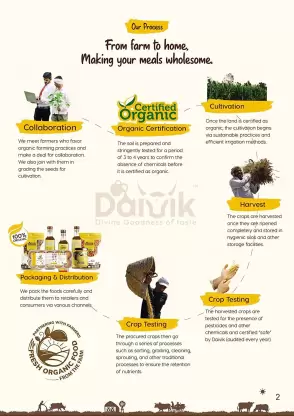 Our Process
From farm to home,
Making your meals wholesome.
Collaboration
We meet farmers who favor
organic farming practices and
make a deal for collaboration.
We also join with them in
grading the seeds for
cultivation.
Certified
Organic
Organic Certification
The soil is prepared and
stringently tested for a period
of 3 to 4 years to confirm the
absence of chemicals before
it is certified as organic.
Cultivation
Once the land is certified as
organic, the cultivation begins
via sustainable practices and
efficient irrigation methods.
Daivik
Divine Goodness of taste
Harvest
The crops are harvested
once they are ripened
completely and stored in
hygienic silos and other
storage facilities.
Crop Testing
The harvested crops are
tested for the presence of
pesticides and other
chemicals and certified 'safe'
by Daivik (audited every year)
Crop Testing
The procured crops then go
through a series of processes
such as sorting, grading, cleaning,
sprouting, and other traditional
processes to ensure the retention
of nutrients.
100%
Packaging & Distribution
We pack the foods carefully and
distribute them to retailers and
consumers via various channels.
PARTNERING WITH FARMERS
FRESH ORGANIC FOOD
FROM THE FARM
2